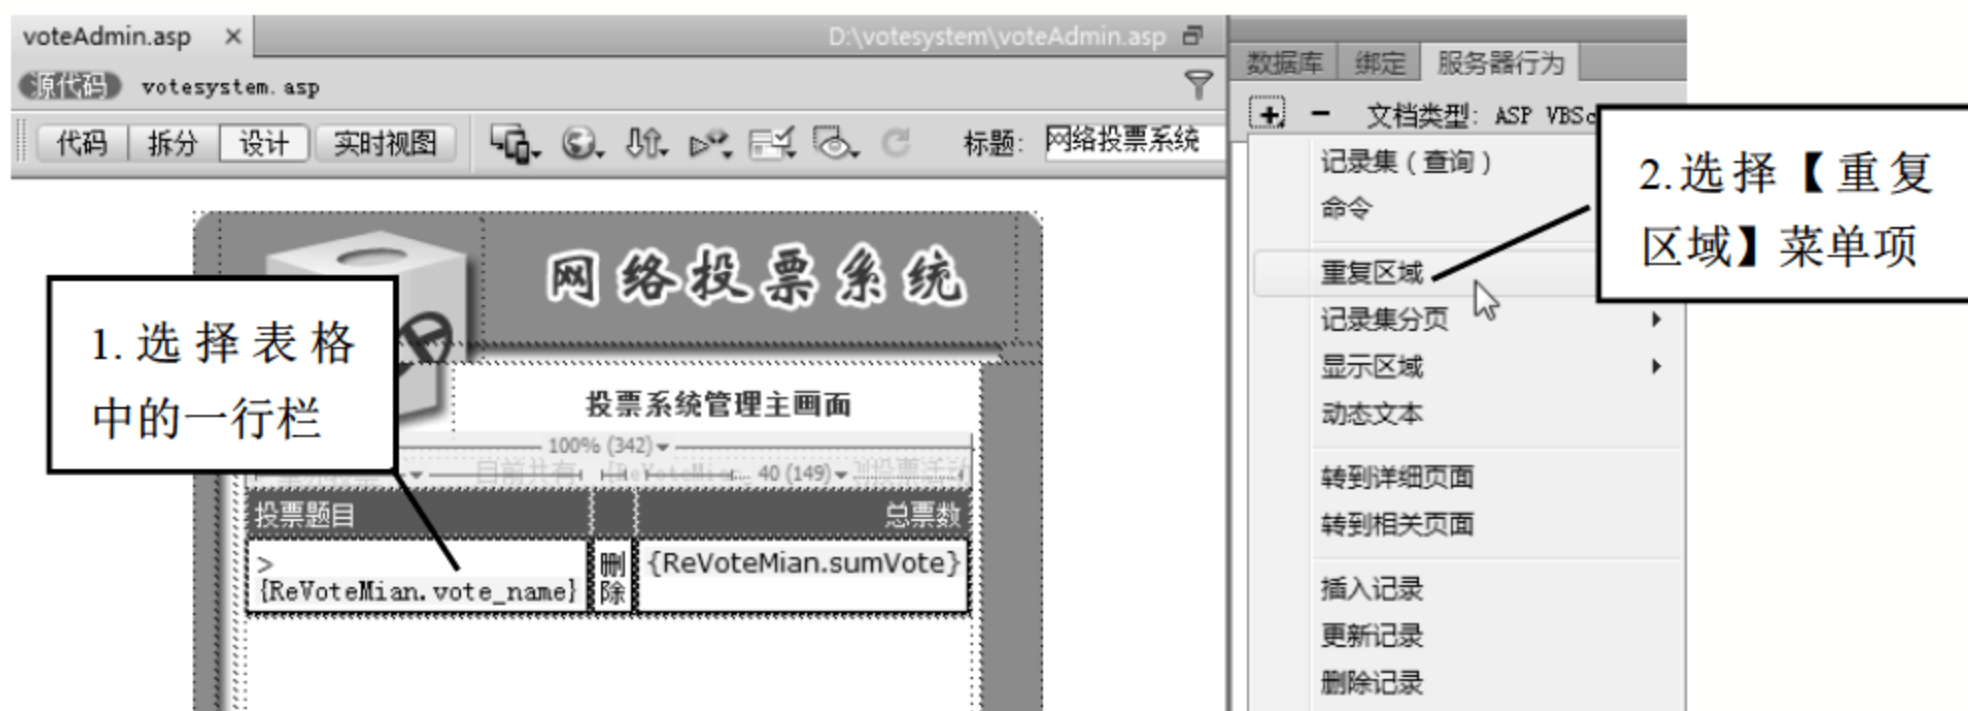 voteAdmin.asp ×
D:\votesystem\voteAdmin.asp
源代码 votesystem.asp
代码 拆分 设计 实时视图 标题: 网络投票系统
网络投票系统
1.选择表格
中的一行栏
投票系统管理主画面
100% (342)
目前共有 40 (149)
投票题目 总票数
>
{ReVoteMian.vote_name}
删
除
{ReVoteMian.sumVote}
数据库 绑定 服务器行为
+ − 文档类型: ASP VBSc
记录集(查询)
命令
重复区域
记录集分页
显示区域
动态文本
转到详细页面
转到相关页面
插入记录
更新记录
删除记录
2.选择【重复
区域】菜单项